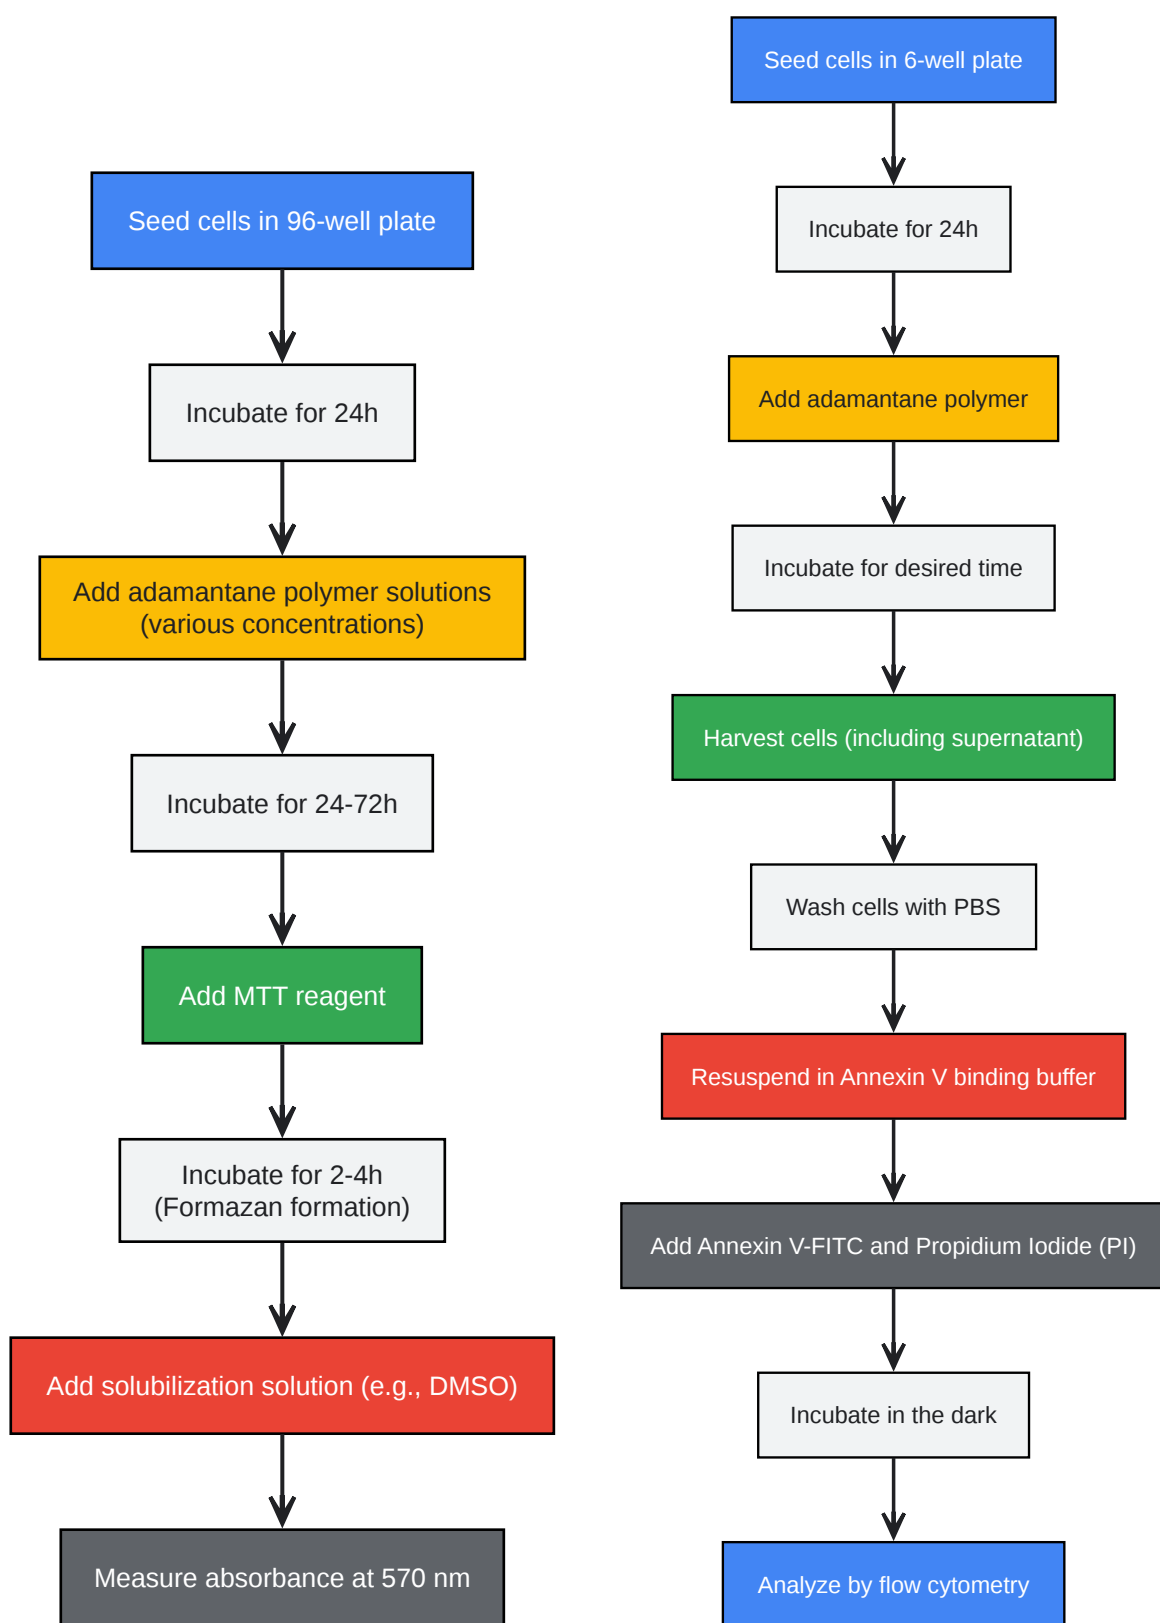 Seed cells in 96-well plate
Incubate for 24h
Add adamantane polymer solutions
(various concentrations)
Incubate for 24-72h
Add MTT reagent
Incubate for 2-4h
(Formazan formation)
Add solubilization solution (e.g., DMSO)
Measure absorbance at 570 nm
Seed cells in 6-well plate
Incubate for 24h
Add adamantane polymer
Incubate for desired time
Harvest cells (including supernatant)
Wash cells with PBS
Resuspend in Annexin V binding buffer
Add Annexin V-FITC and Propidium Iodide (PI)
Incubate in the dark
Analyze by flow cytometry